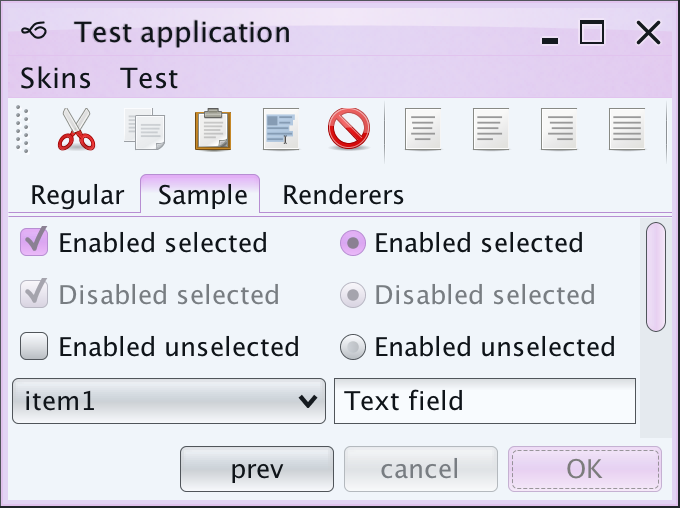 Test application
Skins Test
Regular Sample Renderers
Enabled selected Enabled selected
Disabled selected Disabled selected
Enabled unselected Enabled unselected
item1 Text field
prev cancel OK